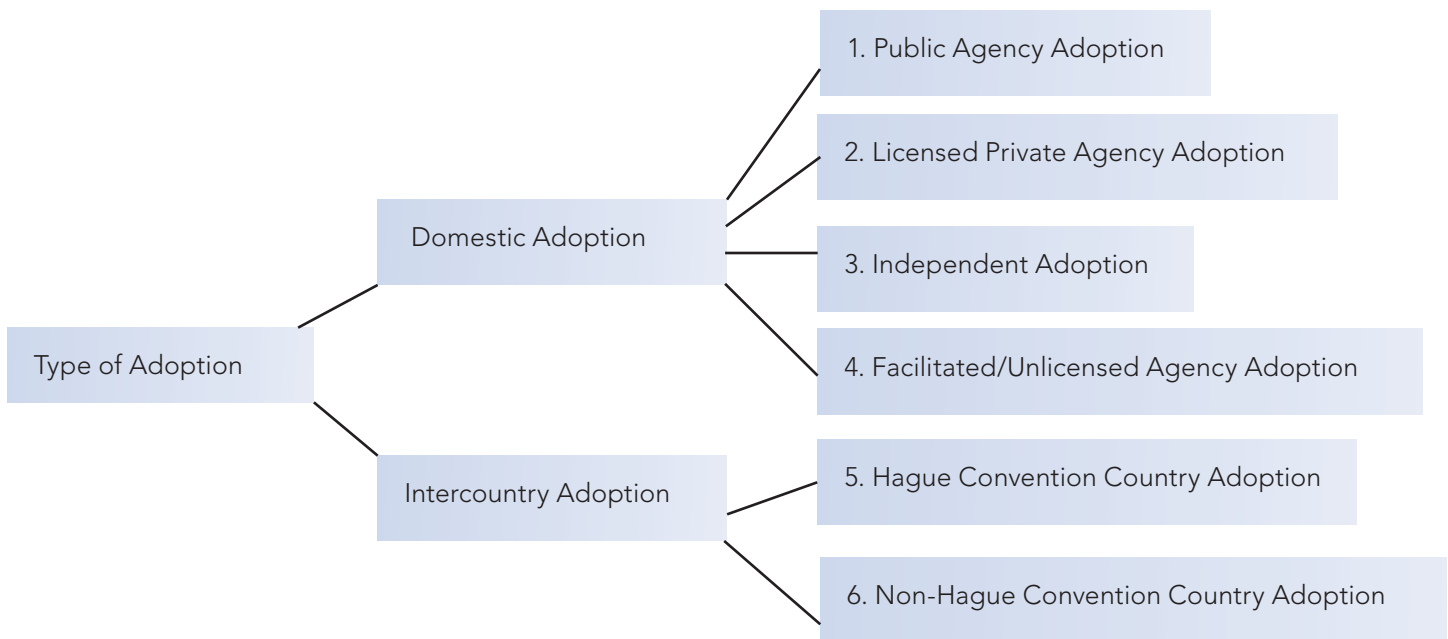 Type of Adoption
Domestic Adoption
1. Public Agency Adoption
2. Licensed Private Agency Adoption
3. Independent Adoption
4. Facilitated/Unlicensed Agency Adoption
Intercountry Adoption
5. Hague Convention Country Adoption
6. Non-Hague Convention Country Adoption